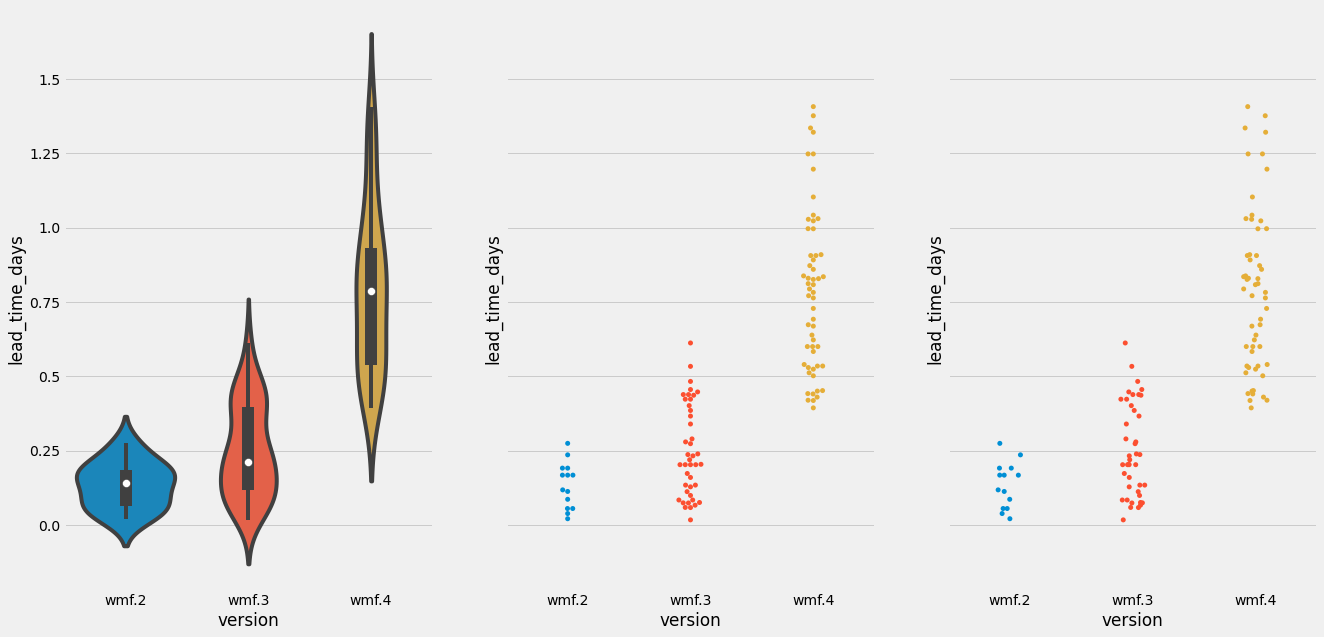 lead_time_days
1.5
1.25
1.0
0.75
0.5
0.25
0.0
wmf.2 wmf.3 wmf.4
version
lead_time_days
wmf.2 wmf.3 wmf.4
version
lead_time_days
wmf.2 wmf.3 wmf.4
version